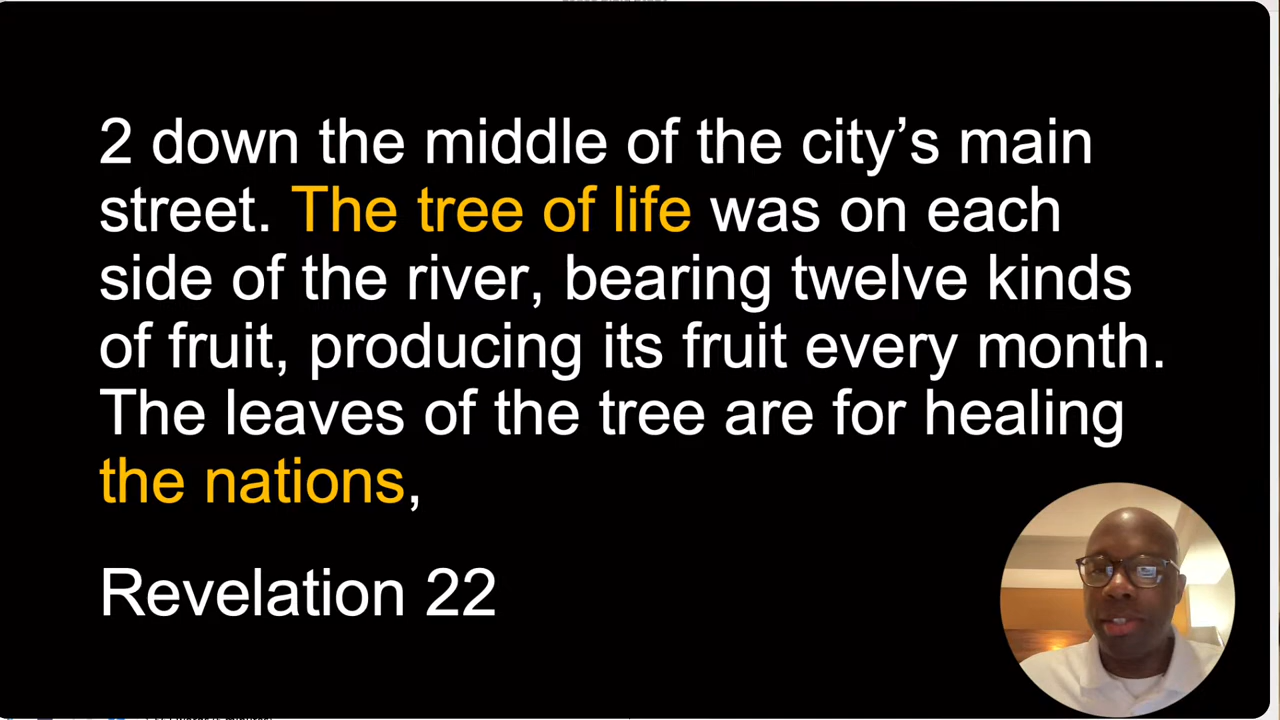 2 down the middle of the city’s main
street. The tree of life was on each
side of the river, bearing twelve kinds
of fruit, producing its fruit every month.
The leaves of the tree are for healing
the nations,
Revelation 22